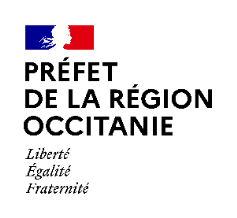 PRÉFET
DE LA RÉGION
OCCITANIE
Liberté
Égalité
Fraternité